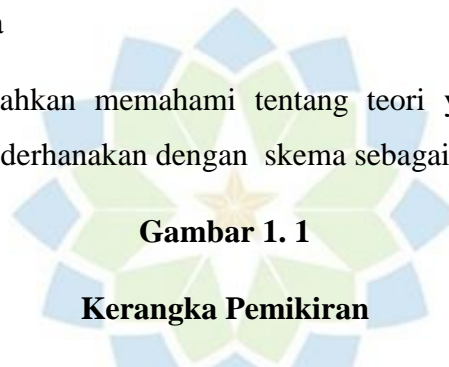 ahkan memahami tentang teori
derhanakan dengan skema sebagai
Gambar 1. 1
Kerangka Pemikiran